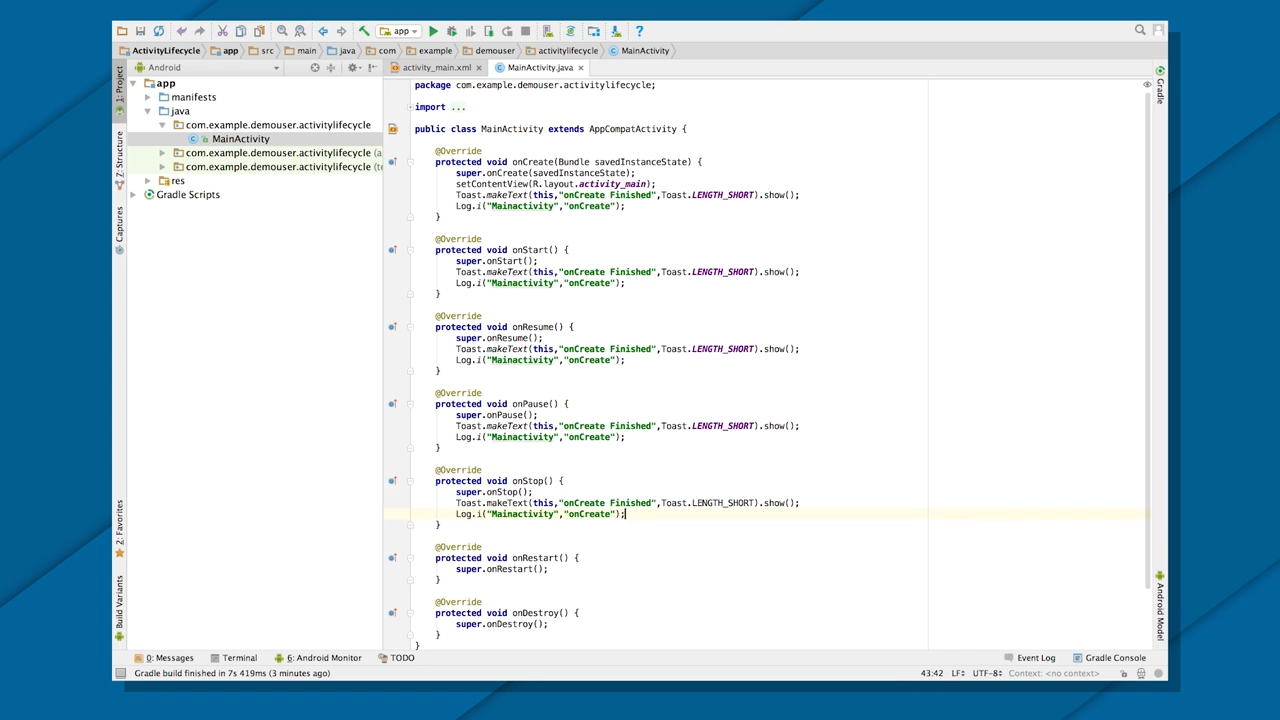 app
ActivityLifecycle app src main java com example demouser activitylifecycle MainActivity
Android
activity_main.xml MainActivity.java
1: Project
Z: Structure
Captures
2: Favorites
Build Variants
app
manifests
java
com.example.demouser.activitylifecycle
MainActivity
com.example.demouser.activitylifecycle (a
com.example.demouser.activitylifecycle (te
res
Gradle Scripts
package com.example.demouser.activitylifecycle;
import ...
public class MainActivity extends AppCompatActivity {
@Override
protected void onCreate(Bundle savedInstanceState) {
super.onCreate(savedInstanceState);
setContentView(R.layout.activity_main);
Toast.makeText(this,"onCreate Finished",Toast.LENGTH_SHORT).show();
Log.i("Mainactivity","onCreate");
}
@Override
protected void onStart() {
super.onStart();
Toast.makeText(this,"onCreate Finished",Toast.LENGTH_SHORT).show();
Log.i("Mainactivity","onCreate");
}
@Override
protected void onResume() {
super.onResume();
Toast.makeText(this,"onCreate Finished",Toast.LENGTH_SHORT).show();
Log.i("Mainactivity","onCreate");
}
@Override
protected void onPause() {
super.onPause();
Toast.makeText(this,"onCreate Finished",Toast.LENGTH_SHORT).show();
Log.i("Mainactivity","onCreate");
}
@Override
protected void onStop() {
super.onStop();
Toast.makeText(this,"onCreate Finished",Toast.LENGTH_SHORT).show();
Log.i("Mainactivity","onCreate");
}
@Override
protected void onRestart() {
super.onRestart();
}
@Override
protected void onDestroy() {
super.onDestroy();
}
}
Gradle
Android Model
0: Messages Terminal 6: Android Monitor TODO Event Log Gradle Console
Gradle build finished in 7s 419ms (3 minutes ago) 43:42 LF UTF-8 Context: <no context>